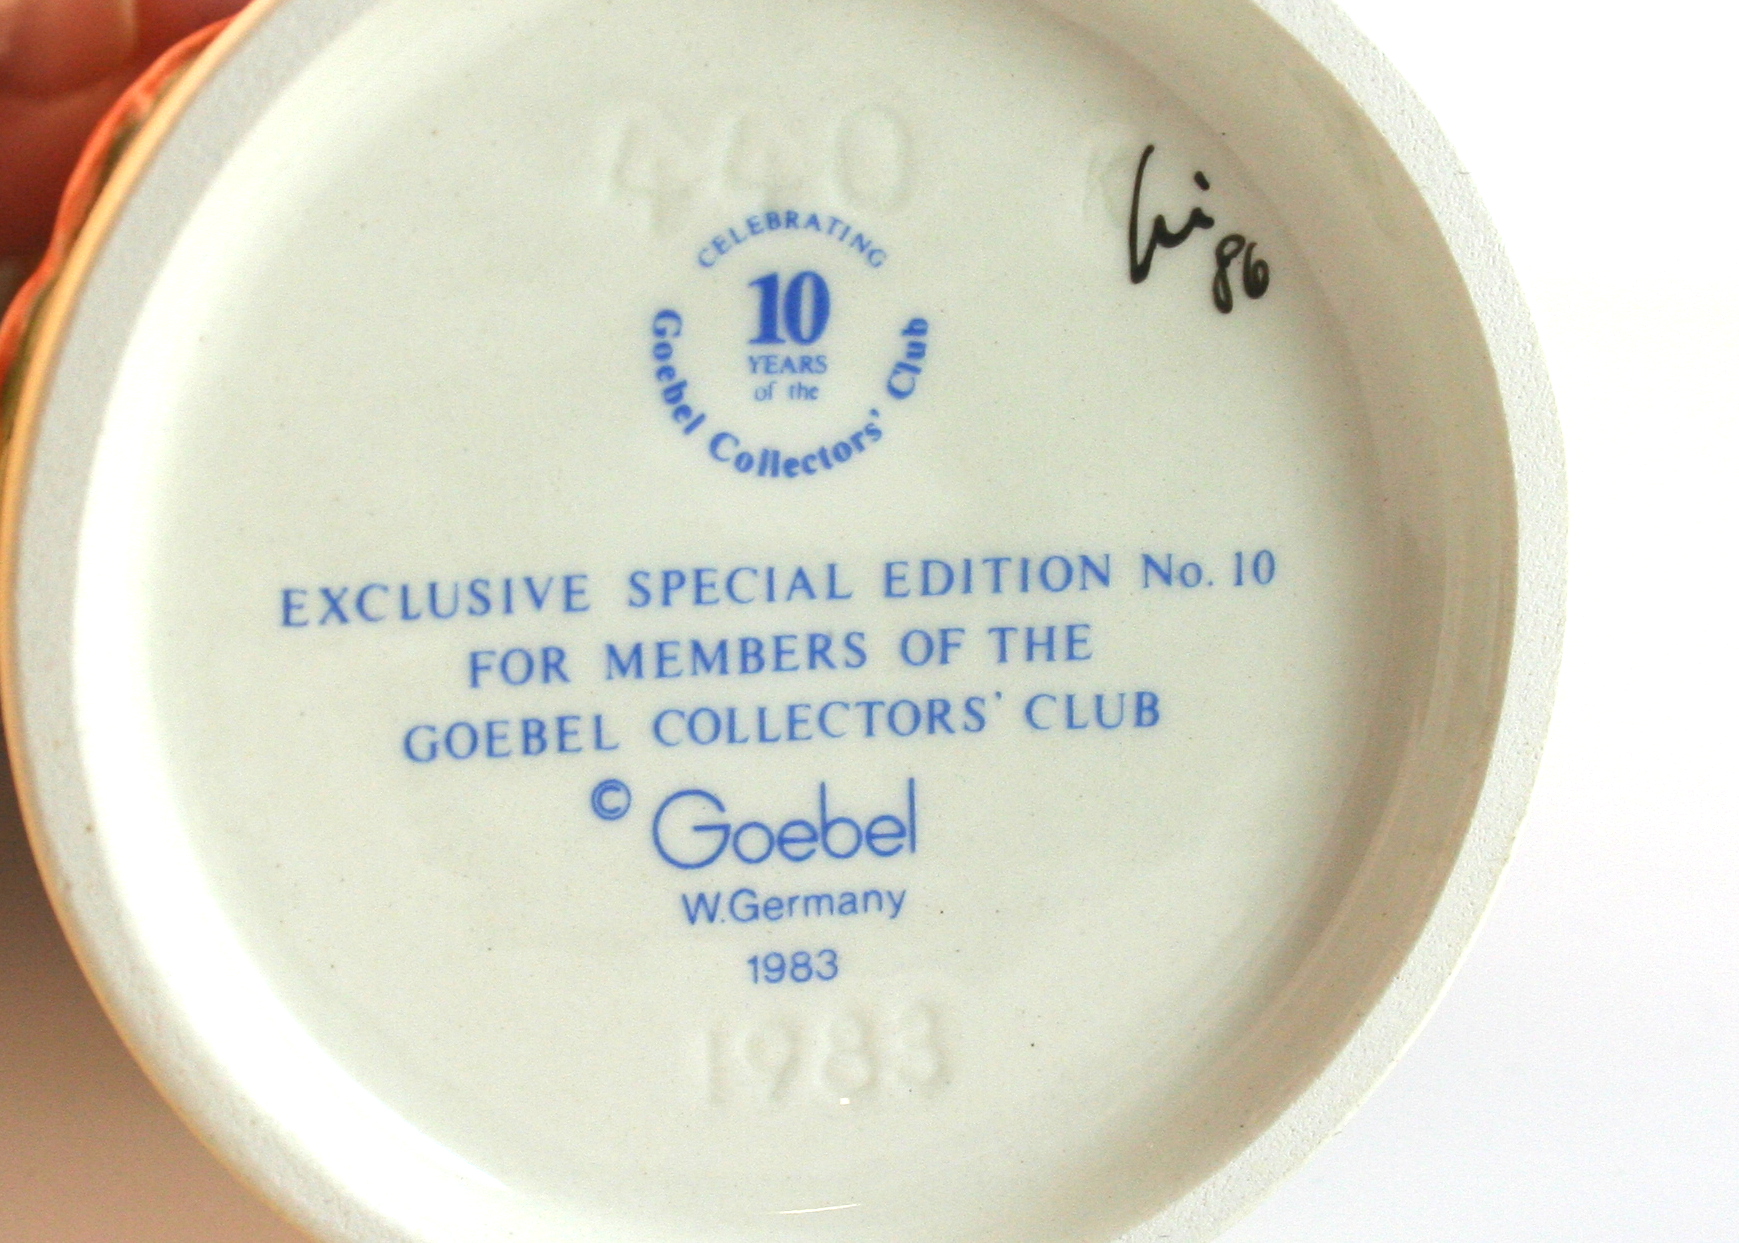 440
CELEBRATING
10
YEARS
of the
Goebel Collectors' Club
86
EXCLUSIVE SPECIAL EDITION No. 10
FOR MEMBERS OF THE
GOEBEL COLLECTORS' CLUB
© Goebel
W.Germany
1983
1983